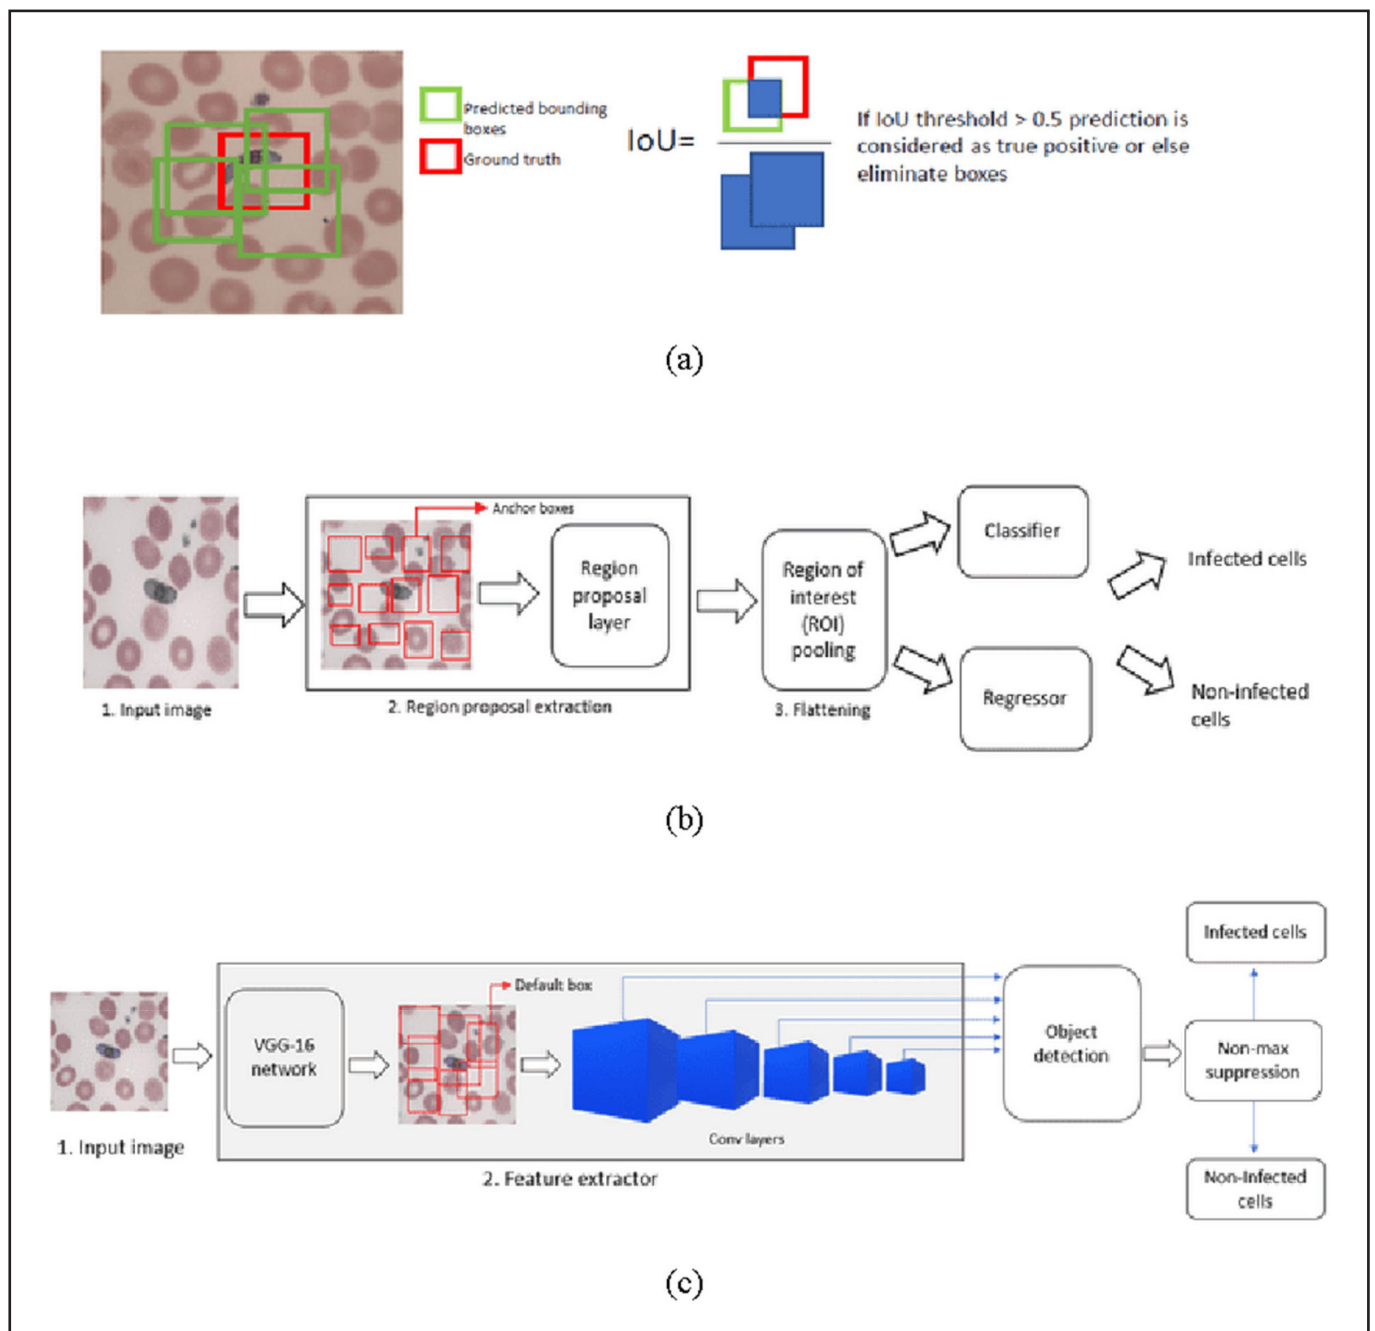 Predicted bounding
boxes
Ground truth
IoU=
If IoU threshold > 0.5 prediction is
considered as true positive or else
eliminate boxes
(a)
Anchor boxes
Region
proposal
layer
Region of
interest
(ROI)
pooling
Classifier
Regressor
Infected cells
Non-infected
cells
1. Input image
2. Region proposal extraction
3. Flattening
(b)
Default box
VGG-16
network
Conv layers
Object
detection
Infected cells
Non-max
suppression
Non-Infected
cells
1. Input image
2. Feature extractor
(c)